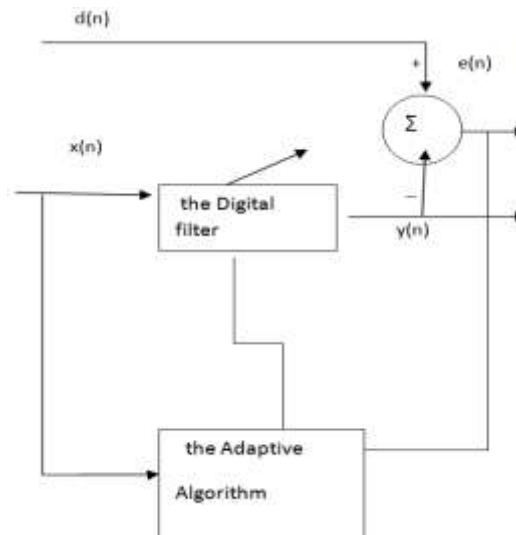 d(n)
+
e(n)
Σ
x(n)
the Digital
filter
–
y(n)
the Adaptive
Algorithm